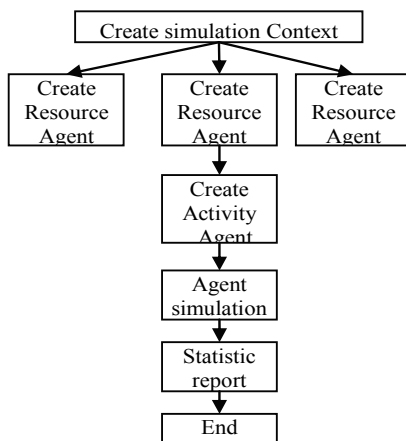 Create simulation Context
Create
Resource
Agent
Create
Resource
Agent
Create
Resource
Agent
Create
Activity
Agent
Agent
simulation
Statistic
report
End